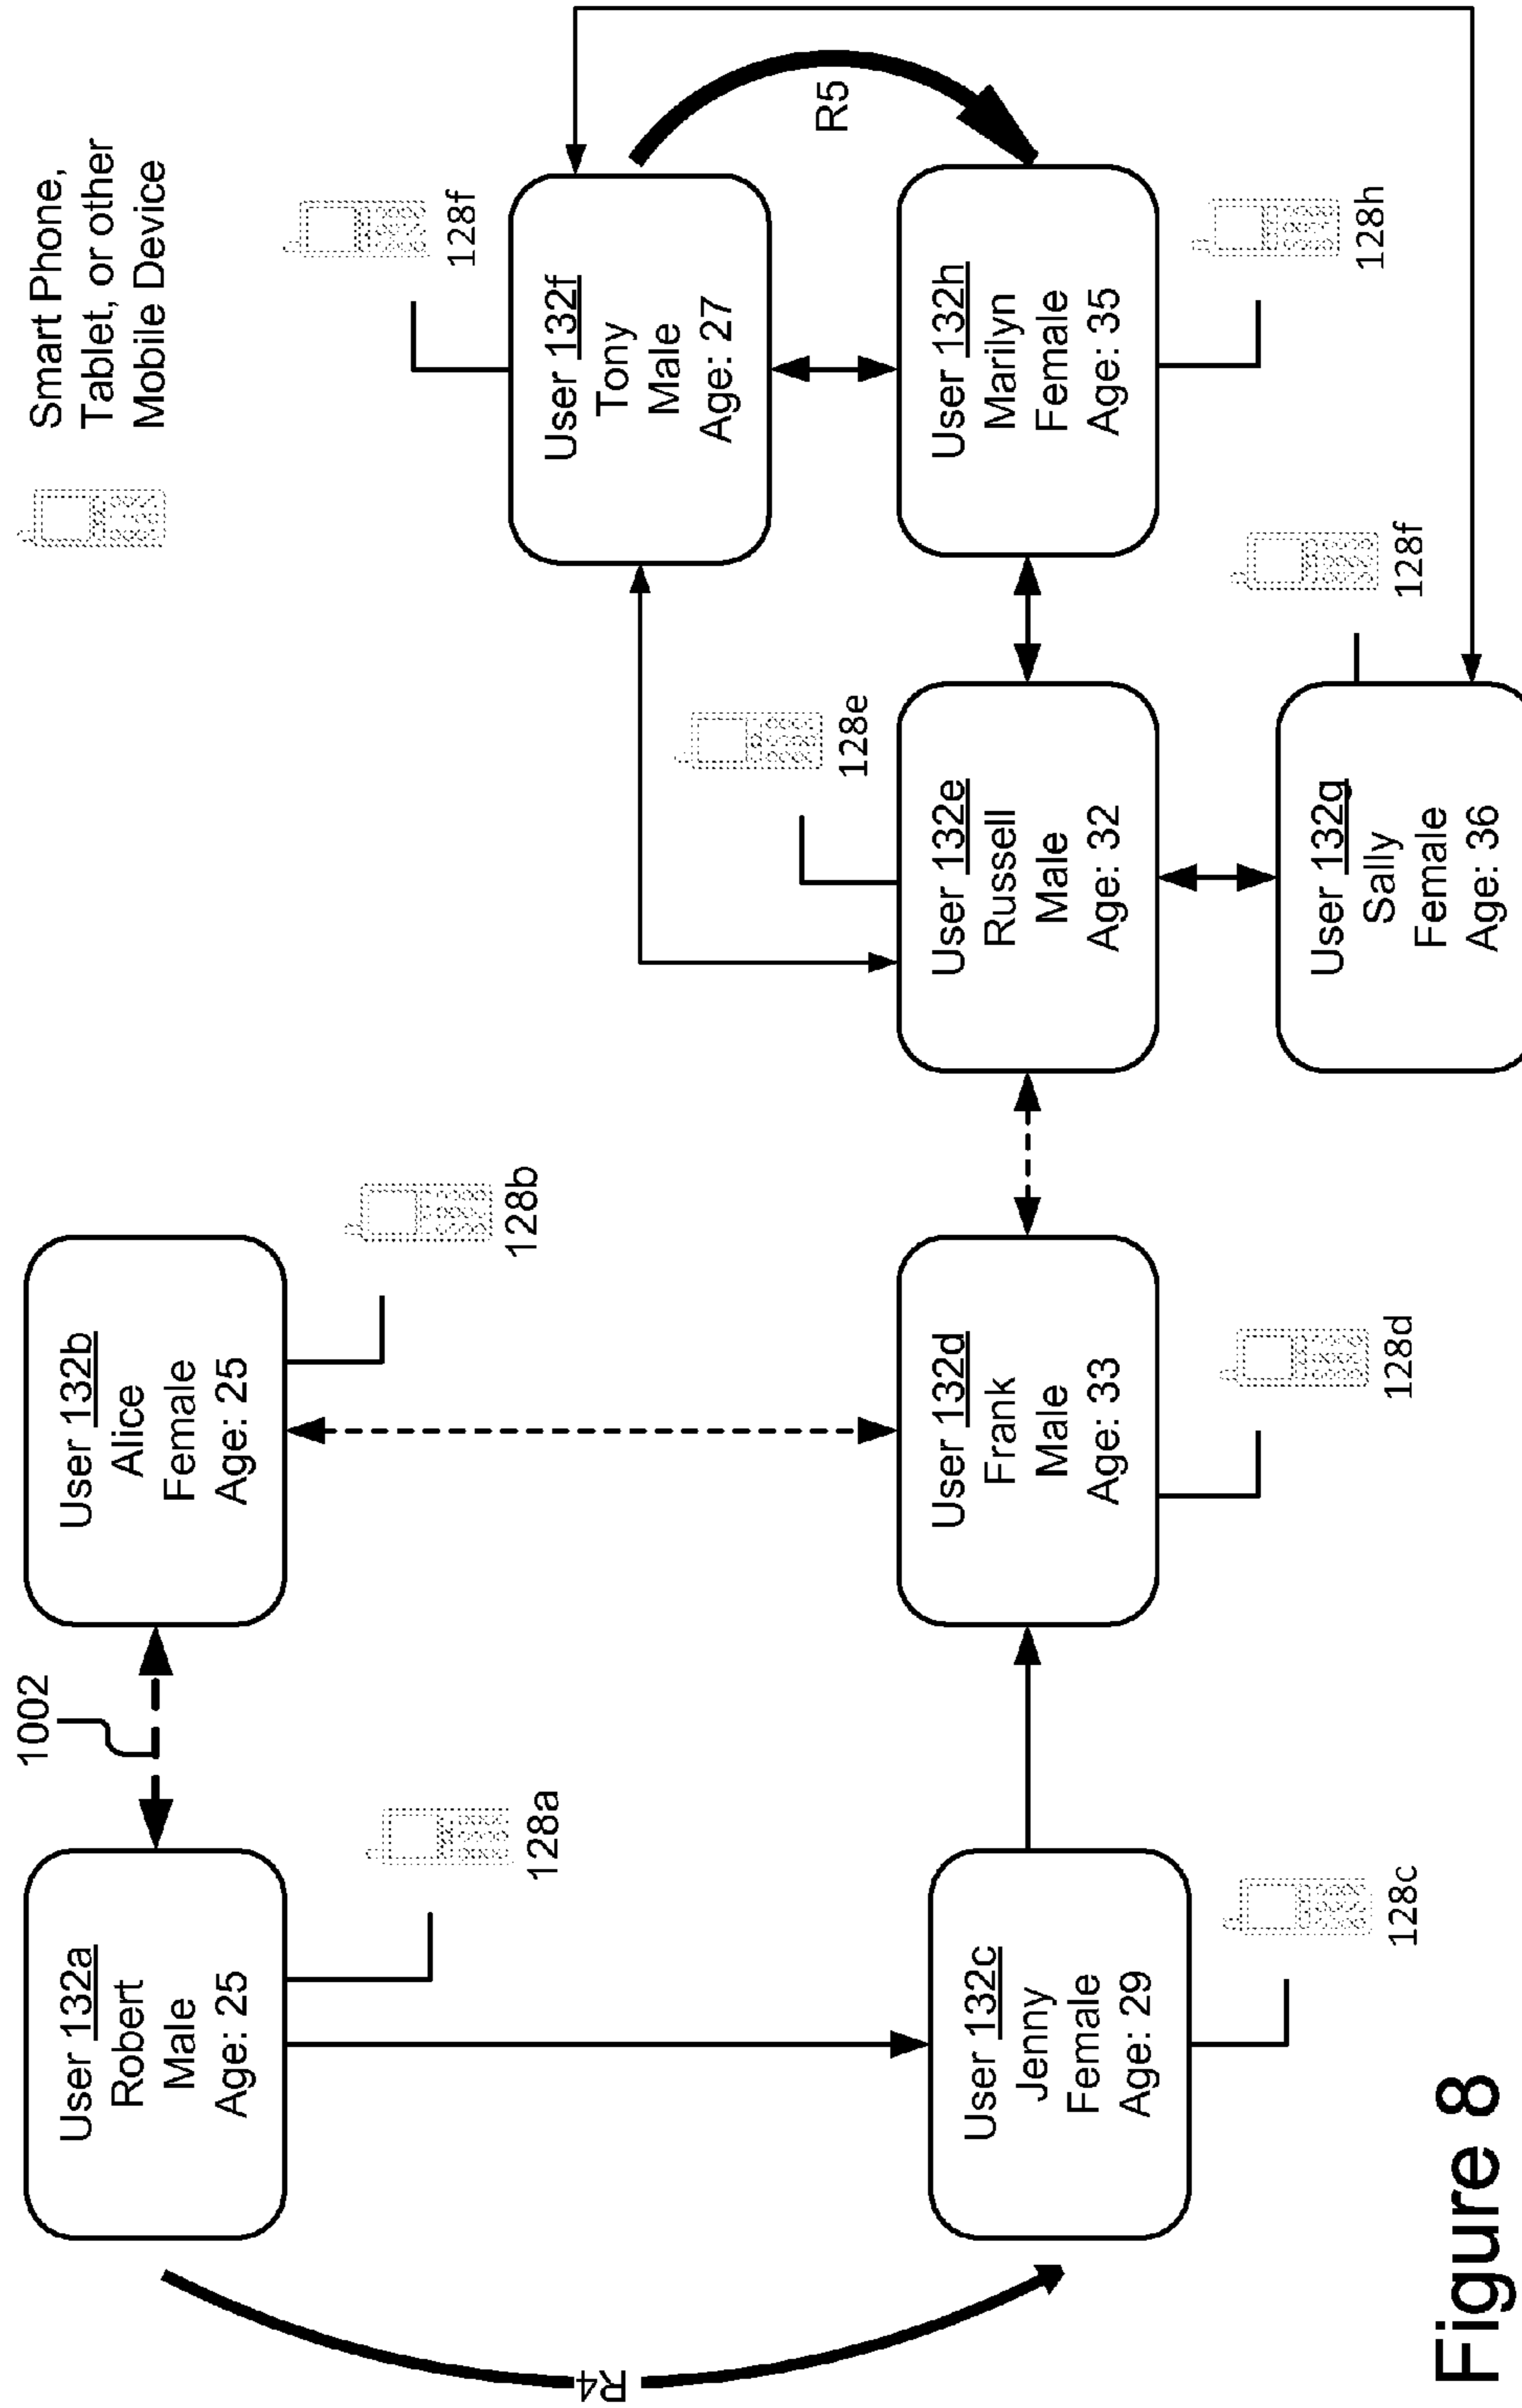 Smart Phone,
Tablet, or other
Mobile Device
1002
User 132a
Robert
Male
Age: 25
128a
User 132b
Alice
Female
Age: 25
128b
R4
User 132c
Jenny
Female
Age: 29
128c
User 132d
Frank
Male
Age: 33
128d
User 132e
Russell
Male
Age: 32
128e
User 132f
Tony
Male
Age: 27
128f
R5
User 132h
Marilyn
Female
Age: 35
128h
User 132g
Sally
Female
Age: 36
128f
Figure 8